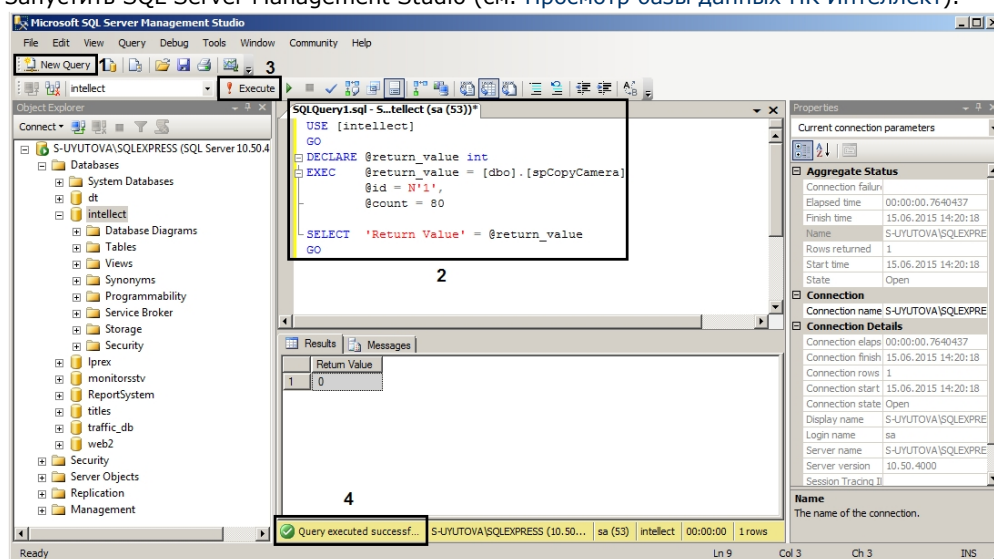 Запустить SQL Server Management Studio (см. Просмотр базы данных ПК Интеллект).
Microsoft SQL Server Management Studio
File Edit View Query Debug Tools Window Community Help
New Query 1
3
intellect
Execute
Object Explorer
Connect
S-UYUTOVA\SQLEXPRESS (SQL Server 10.50.4
Databases
System Databases
dt
intellect
Database Diagrams
Tables
Views
Synonyms
Programmability
Service Broker
Storage
Security
lprex
monitorsstv
ReportSystem
titles
traffic_db
web2
Security
Server Objects
Replication
Management
SQLQuery1.sql - S...tellect (sa (53))*
USE [intellect]
GO
DECLARE @return_value int
EXEC @return_value = [dbo].[spCopyCamera]
@id = N'1',
@count = 80
SELECT 'Return Value' = @return_value
GO
2
Results Messages
Return Value
1 0
4
Query executed successf... S-UYUTOVA\SQLEXPRESS (10.50... sa (53) intellect 00:00:00 1 rows
Properties
Current connection parameters
Aggregate Status
Connection failure
Elapsed time 00:00:00.7640437
Finish time 15.06.2015 14:20:18
Name S-UYUTOVA\SQLEXPRE
Rows returned 1
Start time 15.06.2015 14:20:18
State Open
Connection
Connection name S-UYUTOVA\SQLEXPRE
Connection Details
Connection elaps 00:00:00.7640437
Connection finish 15.06.2015 14:20:18
Connection rows 1
Connection start 15.06.2015 14:20:18
Connection state Open
Display name S-UYUTOVA\SQLEXPRE
Login name sa
Server name S-UYUTOVA\SQLEXPRE
Server version 10.50.4000
Session Tracing I
Name
The name of the connection.
Ready Ln 9 Col 3 Ch 3 INS